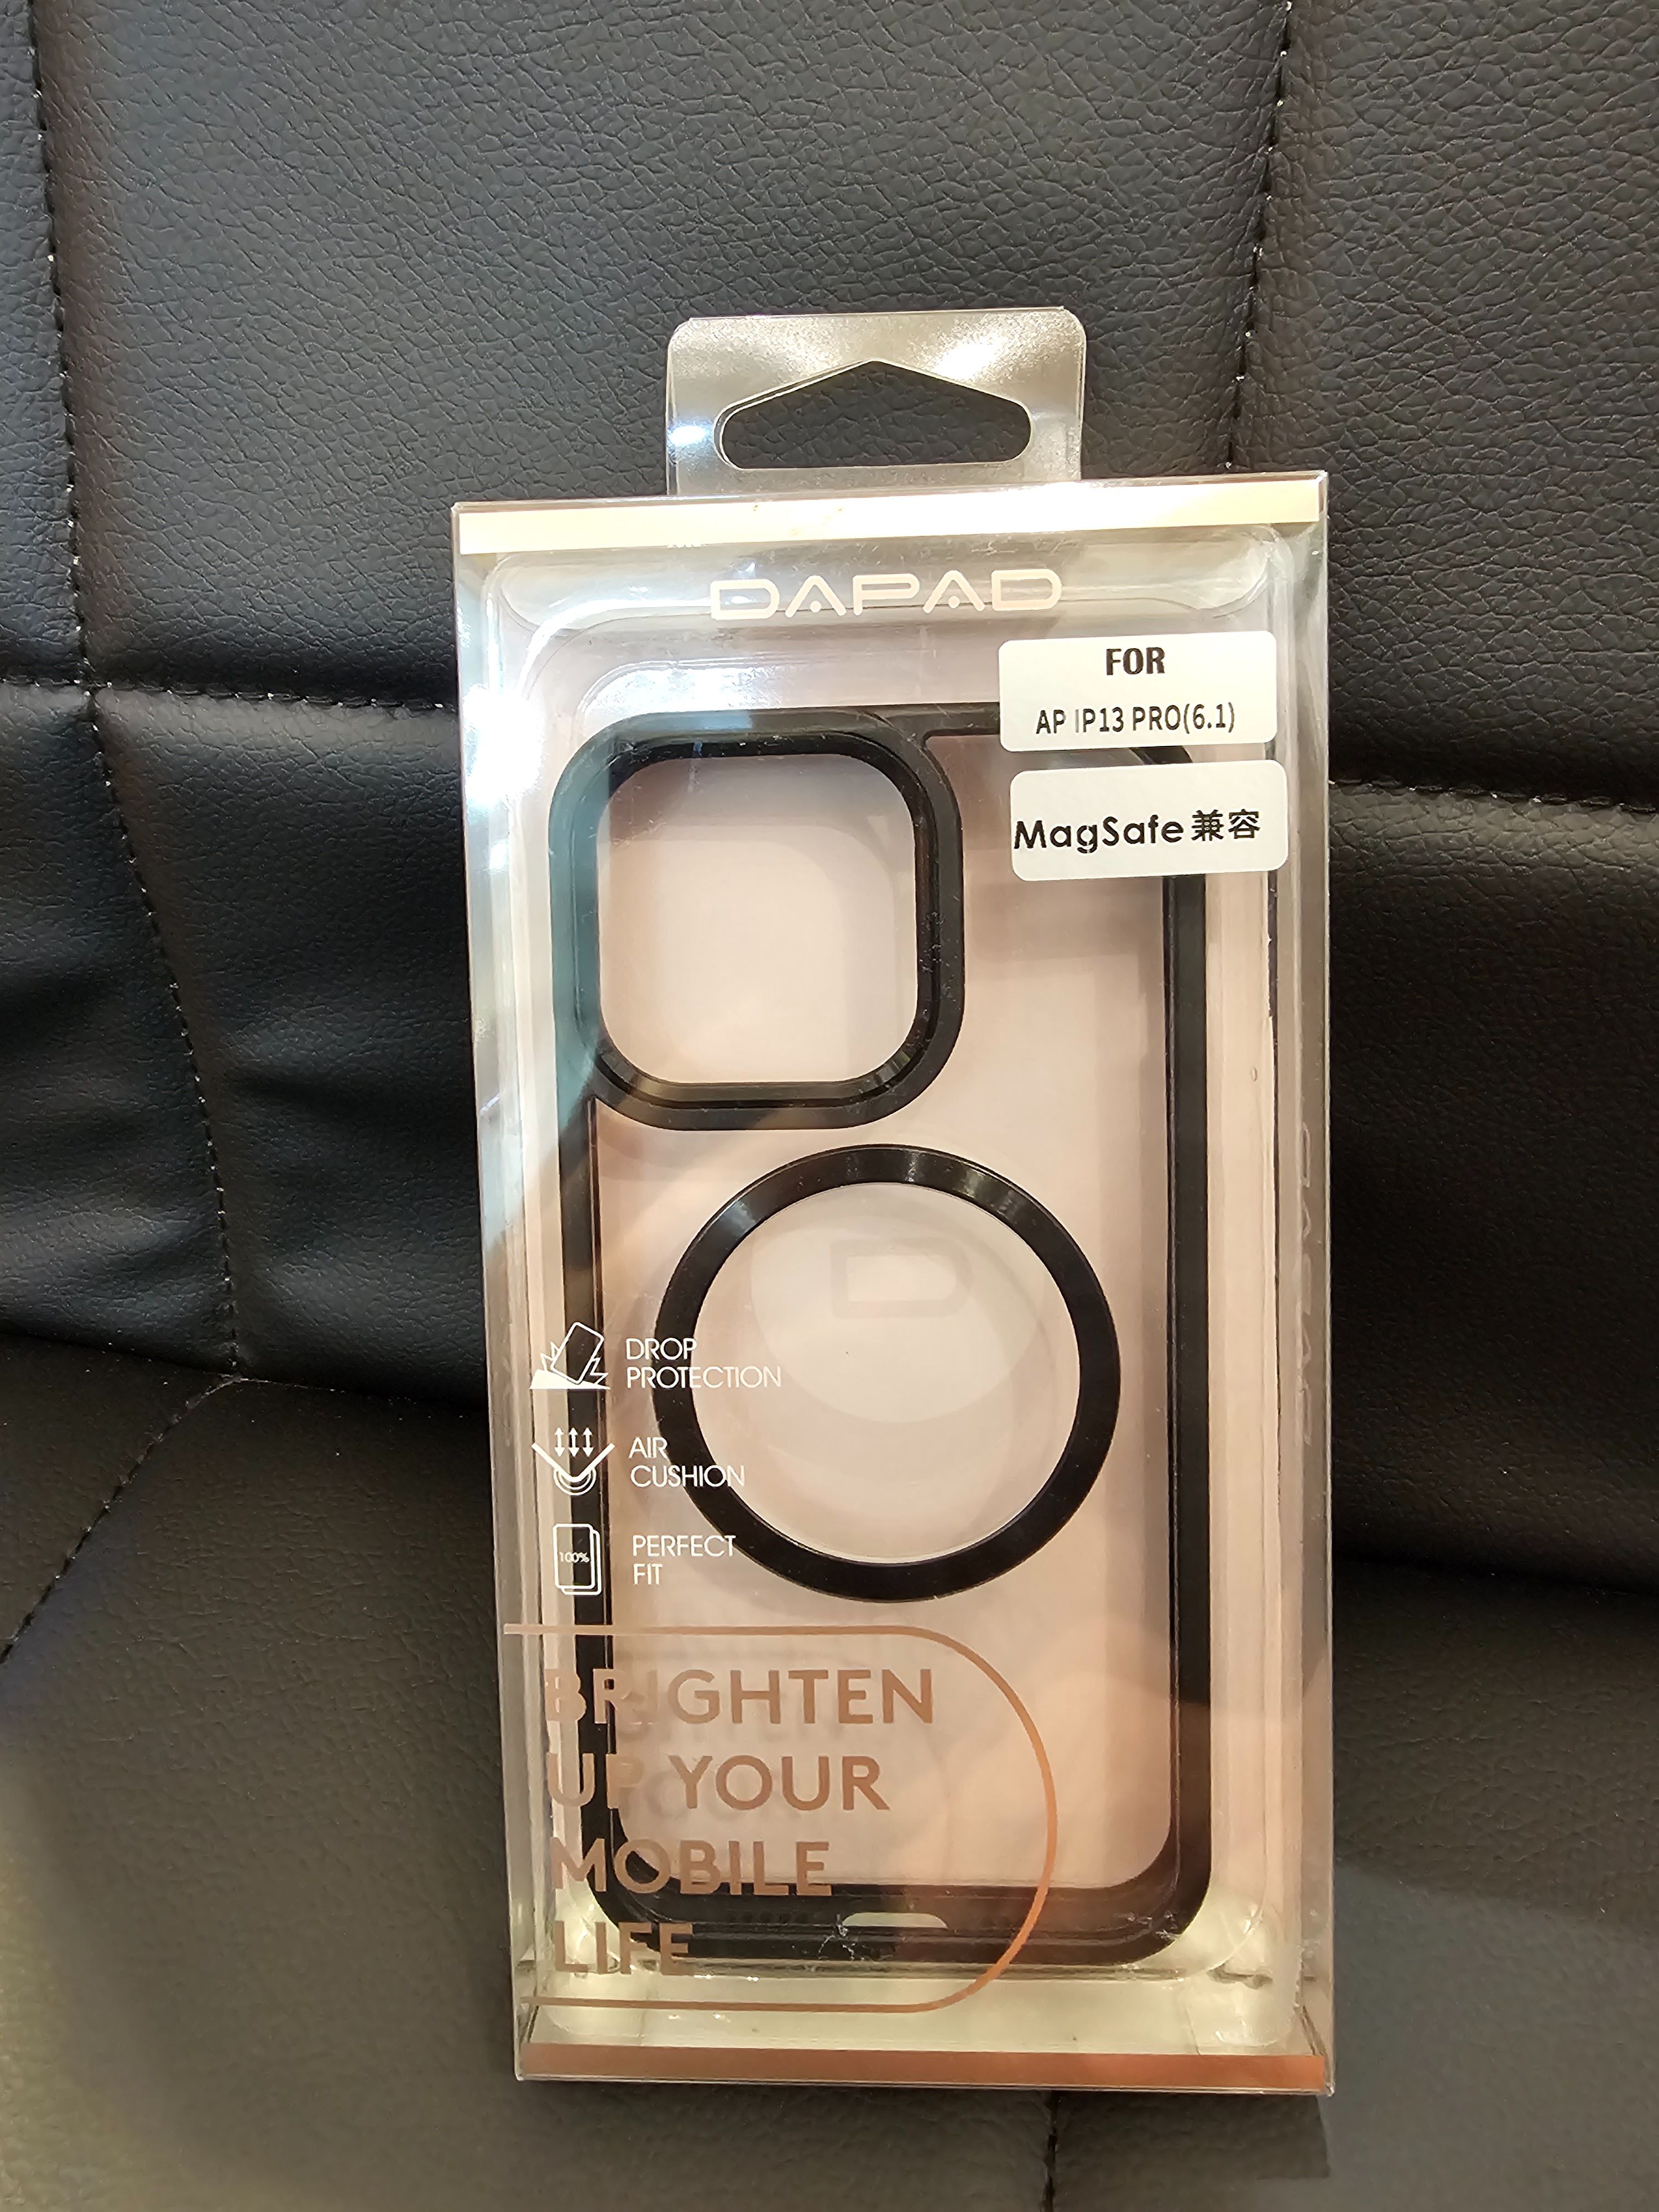 DAPAD
FOR
AP IP13 PRO(6.1)
MagSafe兼容
DROP
PROTECTION
AIR
CUSHION
100%
PERFECT
FIT
BRIGHTEN
UP YOUR
MOBILE
LIFE